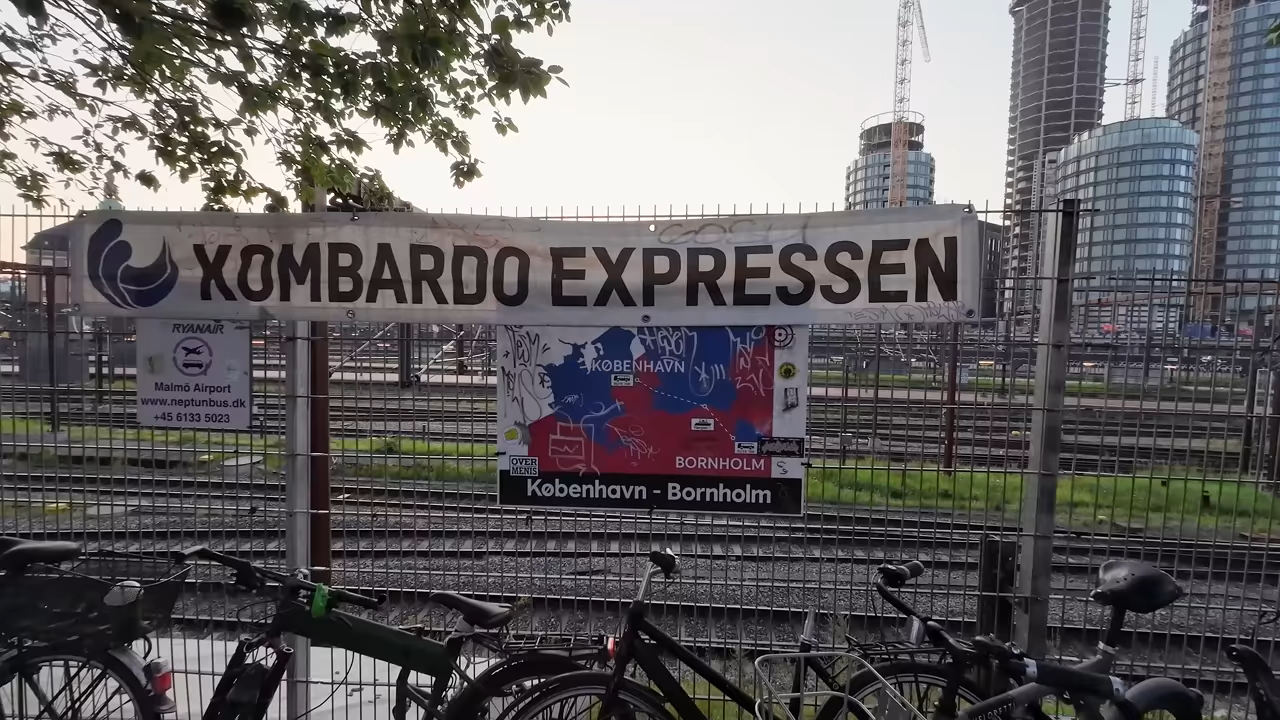 KOMBARDO EXPRESSEN
RYANAIR
Malmö Airport
www.neptunbus.dk
+45 6133 5023
KØBENHAVN
BORNHOLM
OVER
MENIS
København - Bornholm